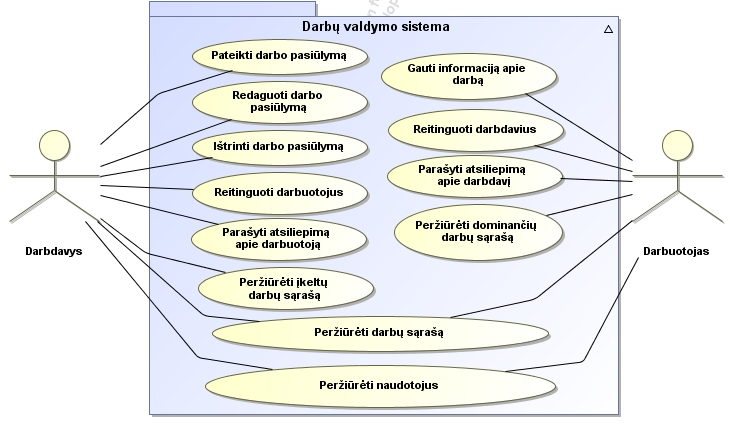 Darbų valdymo sistema
Pateikti darbo pasiūlymą
Redaguoti darbo
pasiūlymą
Ištrinti darbo pasiūlymą
Reitinguoti darbuotojus
Parašyti atsiliepimą
apie darbuotoją
Peržiūrėti įkeltų
darbų sąrašą
Peržiūrėti darbų sąrašą
Peržiūrėti naudotojus
Gauti informaciją apie
darbą
Reitinguoti darbdavius
Parašyti atsiliepimą
apie darbdavį
Peržiūrėti dominančių
darbų sąrašą
Darbdavys
Darbuotojas